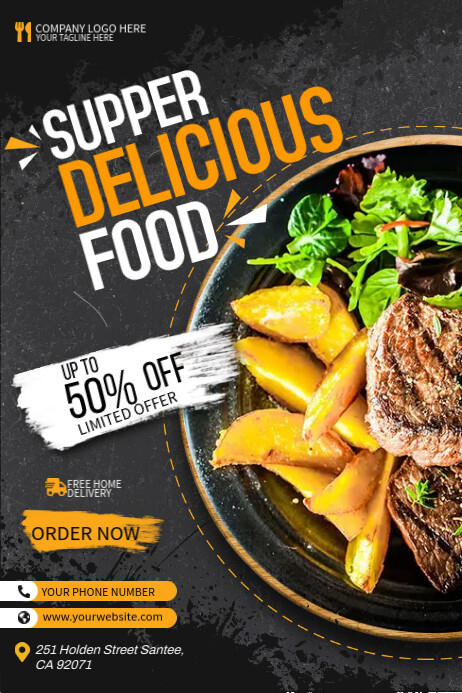 COMPANY LOGO HERE
YOUR TAGLINE HERE
SUPPER
DELICIOUS
FOOD
UP TO
50% OFF
LIMITED OFFER
FREE HOME
DELIVERY
ORDER NOW
YOUR PHONE NUMBER
www.yourwebsite.com
251 Holden Street Santee,
CA 92071